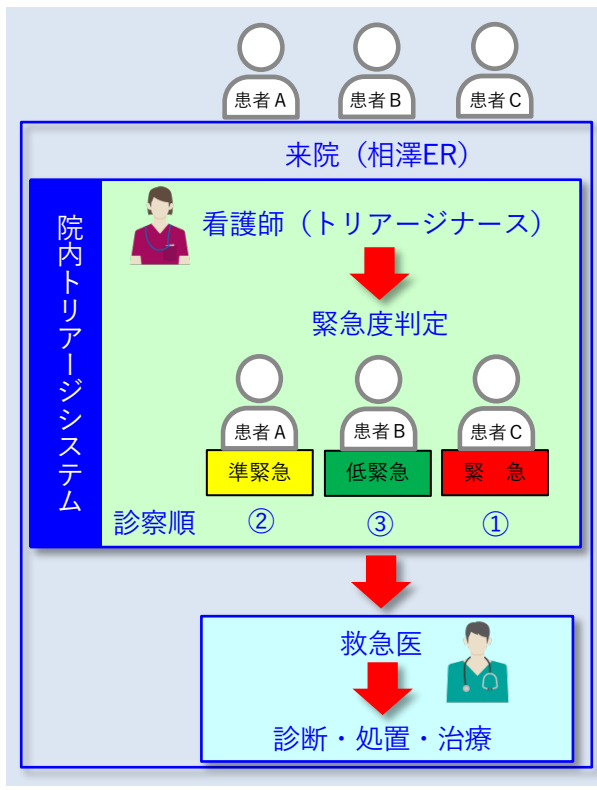 患者A 患者B 患者C
来院（相澤ER）
院内トリアージシステム
看護師（トリアージナース）
緊急度判定
患者A 患者B 患者C
準緊急 低緊急 緊　急
診察順 ② ③ ①
救急医
診断・処置・治療